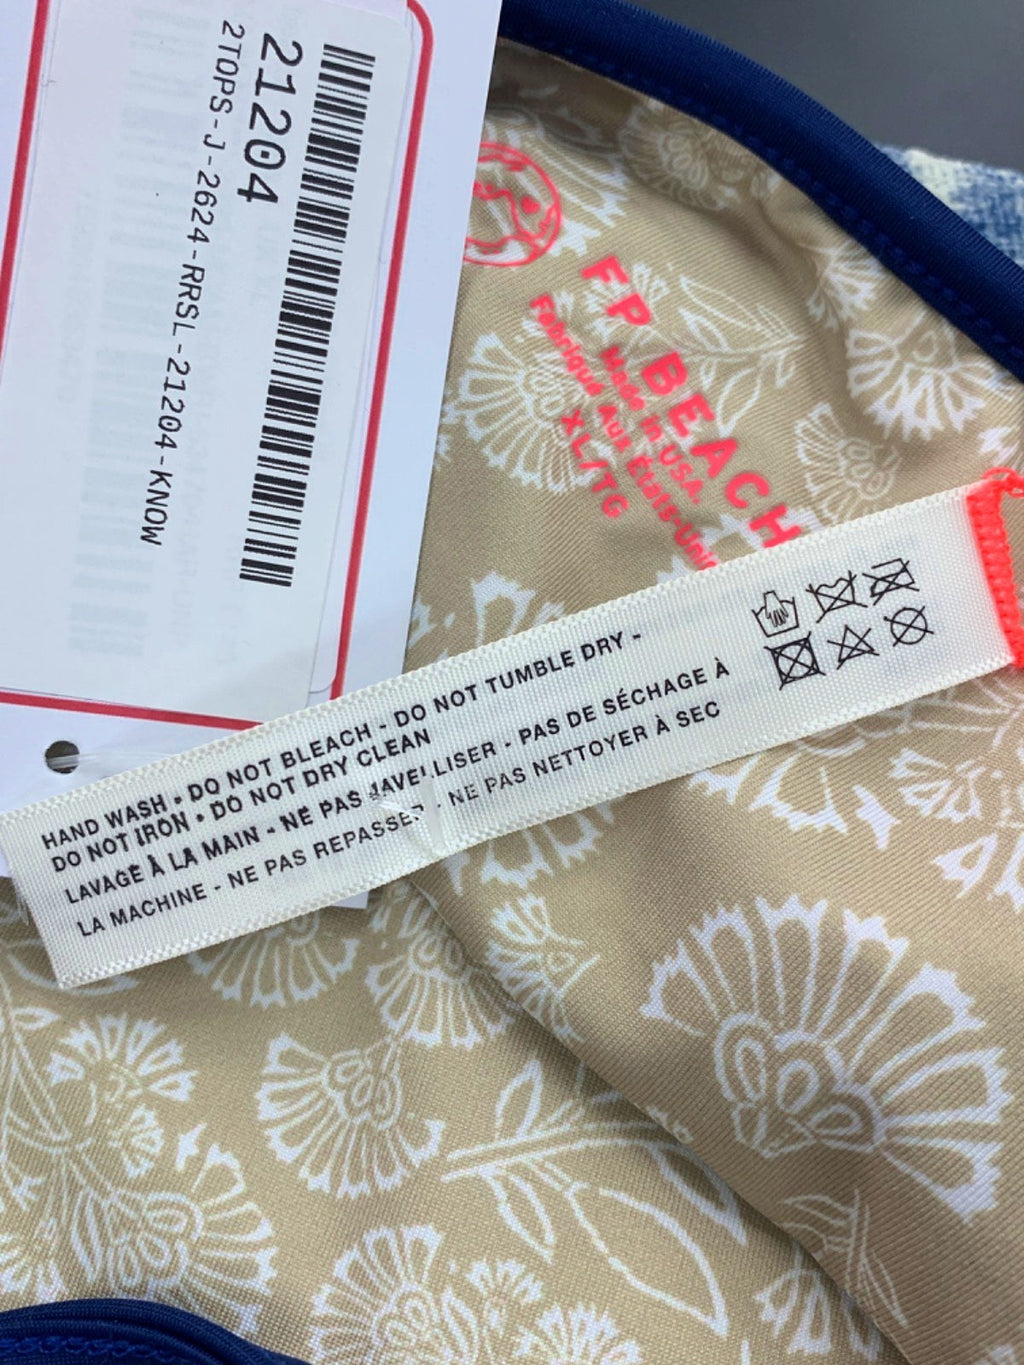 21204
2TOPS-J-2624-RRSL-21204-KNOW
FP BEACH
Made in USA.
Fabriqué Aux États-Unis
XL/TG
HAND WASH • DO NOT BLEACH - DO NOT TUMBLE DRY -
DO NOT IRON • DO NOT DRY CLEAN
LAVAGE À LA MAIN - NE PAS JAVELLISER - PAS DE SÉCHAGE À
LA MACHINE - NE PAS REPASSER - NE PAS NETTOYER À SEC